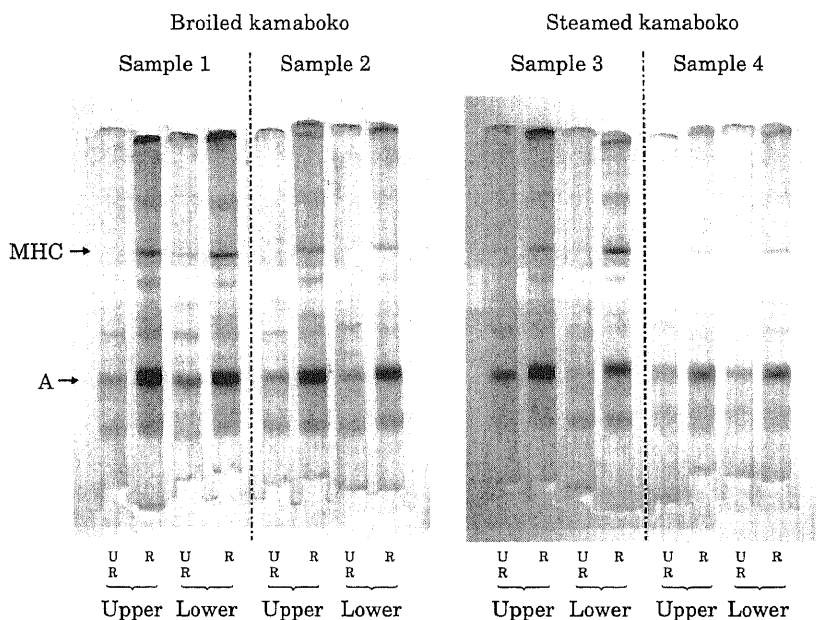 Broiled kamaboko Steamed kamaboko
Sample 1 Sample 2 Sample 3 Sample 4
MHC →
A →
U R U R U R U R U R U R U R U R
R R R R R R R R
Upper Lower Upper Lower Upper Lower Upper Lower